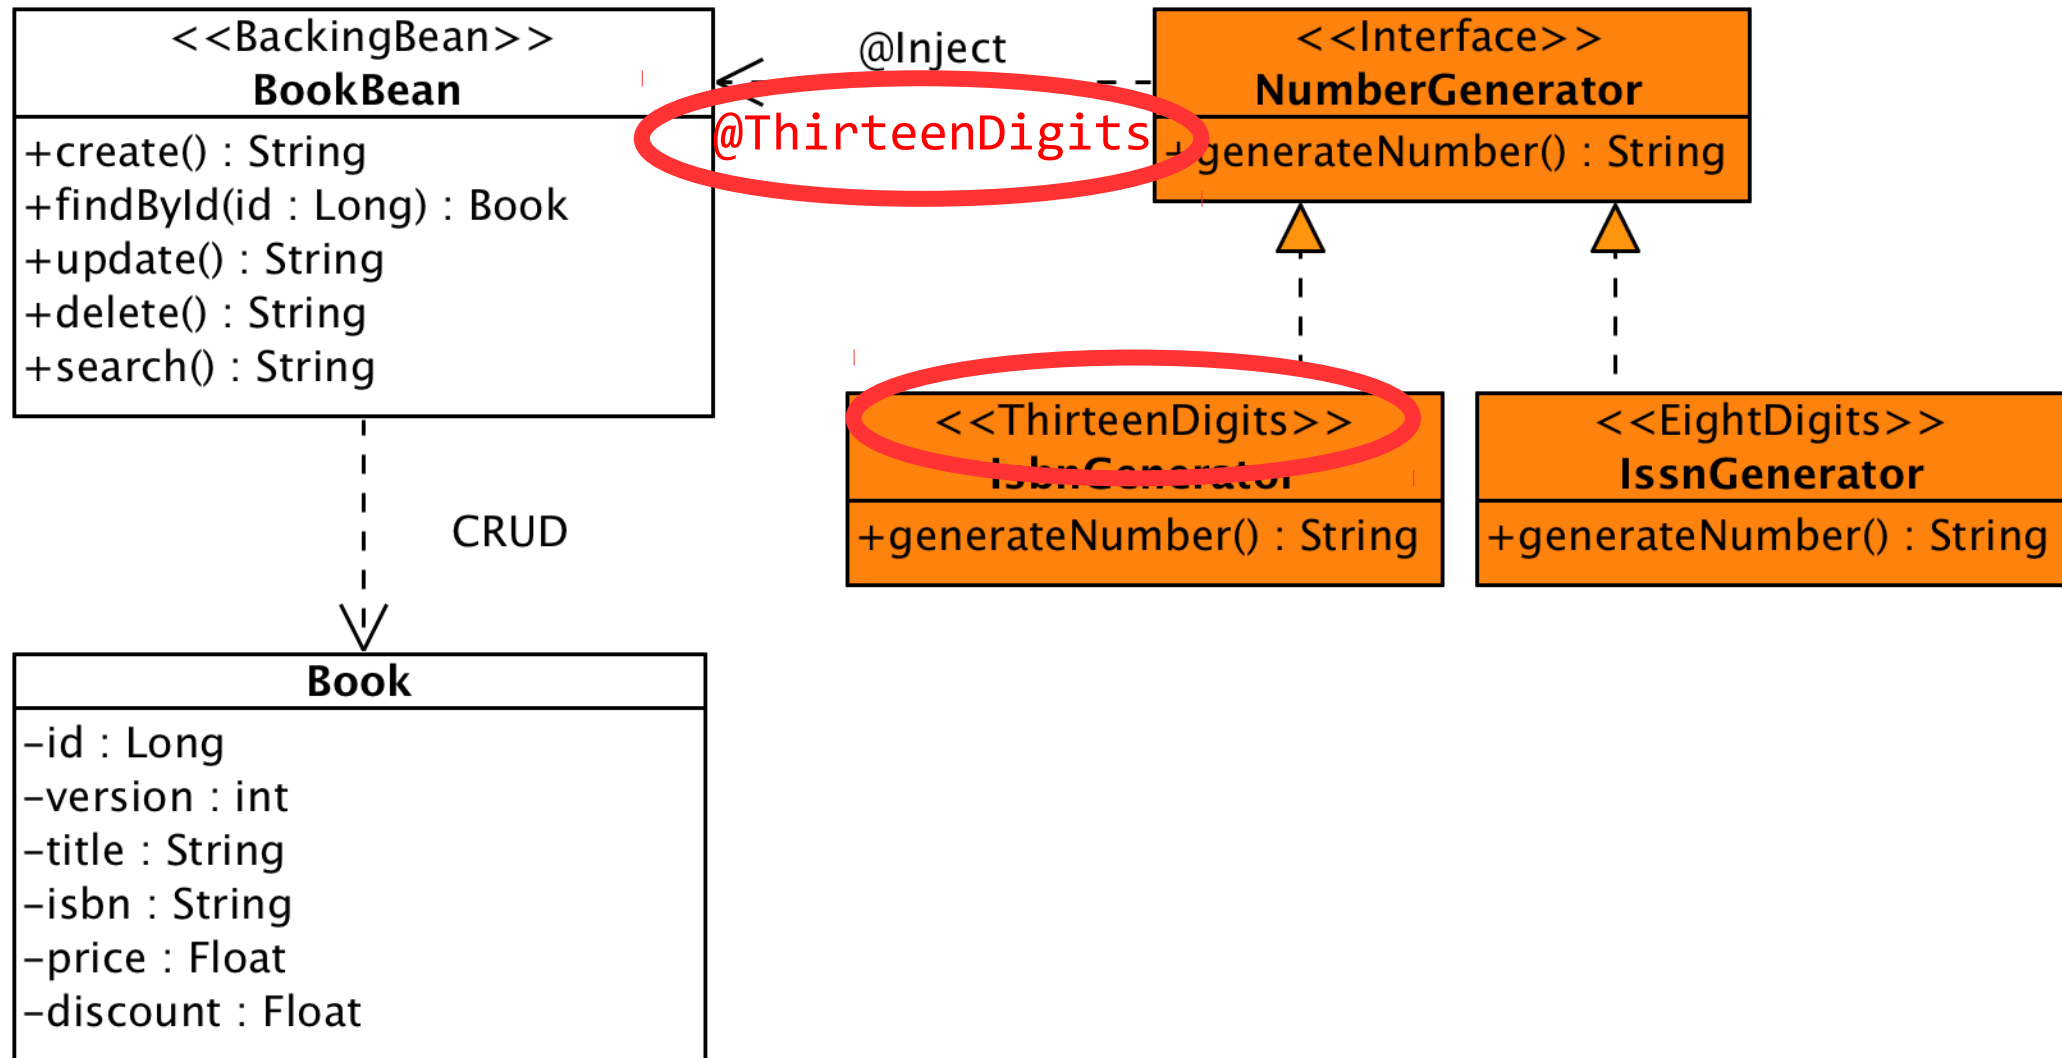 <<BackingBean>>
BookBean
+create() : String
+findById(id : Long) : Book
+update() : String
+delete() : String
+search() : String
@Inject
@ThirteenDigits
<<Interface>>
NumberGenerator
+generateNumber() : String
<<ThirteenDigits>>
IsbnGenerator
+generateNumber() : String
<<EightDigits>>
IssnGenerator
+generateNumber() : String
CRUD
Book
-id : Long
-version : int
-title : String
-isbn : String
-price : Float
-discount : Float